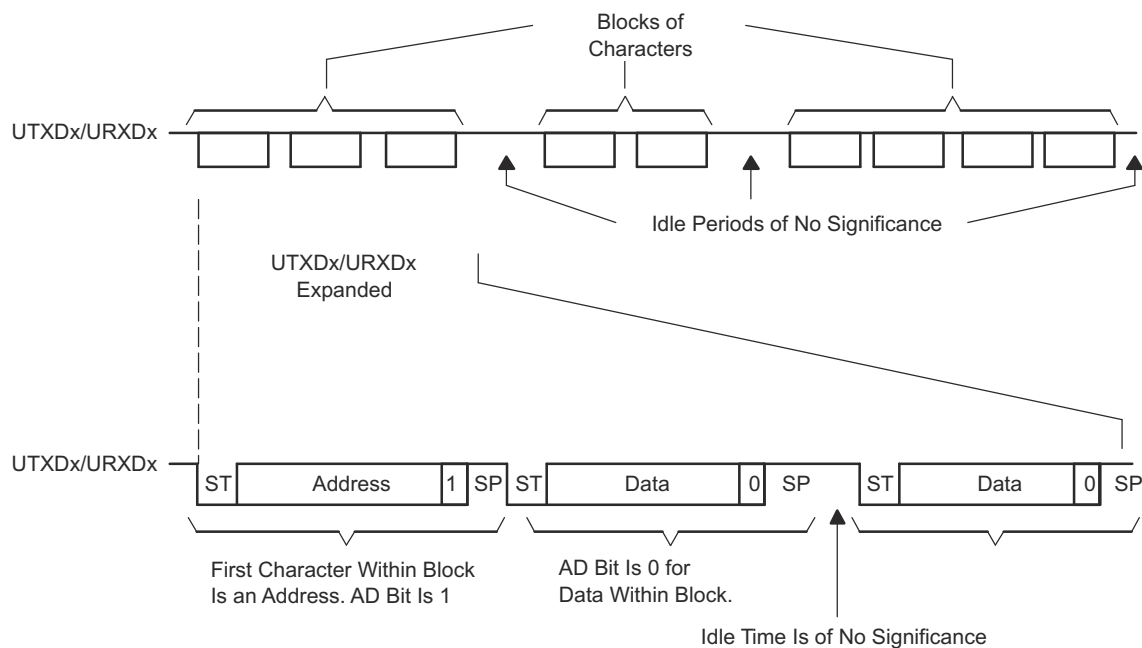 Blocks of
Characters
UTXDx/URXDx
Idle Periods of No Significance
UTXDx/URXDx
Expanded
UTXDx/URXDx
ST Address 1 SP ST Data 0 SP ST Data 0 SP
First Character Within Block
Is an Address. AD Bit Is 1
AD Bit Is 0 for
Data Within Block.
Idle Time Is of No Significance